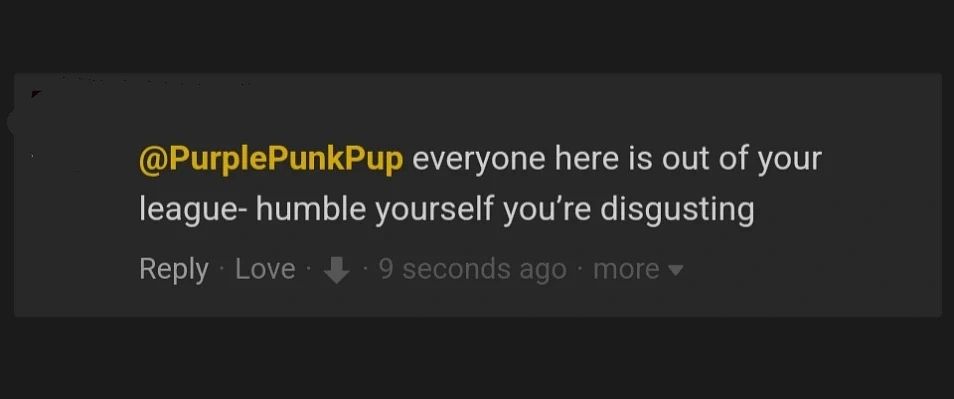 @PurplePunkPup everyone here is out of your
league- humble yourself you’re disgusting
Reply · Love · · 9 seconds ago · more